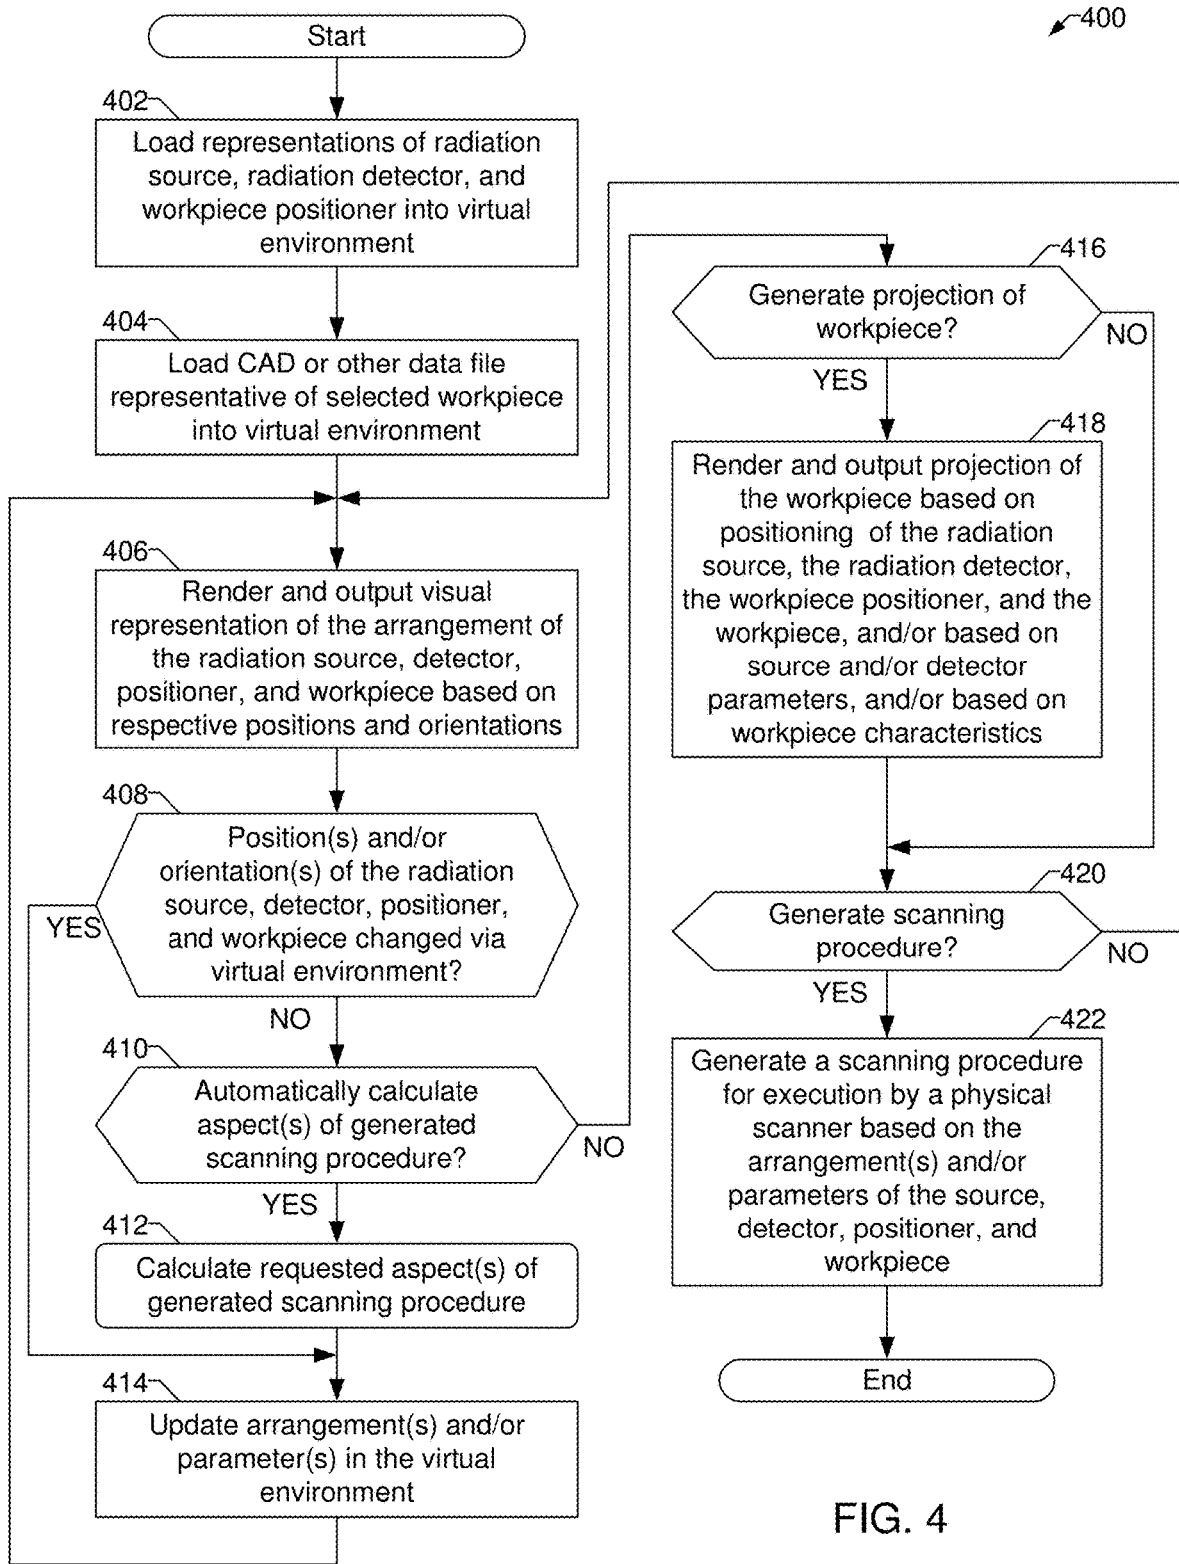 400
Start
402
Load representations of radiation
source, radiation detector, and
workpiece positioner into virtual
environment
404
Load CAD or other data file
representative of selected workpiece
into virtual environment
406
Render and output visual
representation of the arrangement of
the radiation source, detector,
positioner, and workpiece based on
respective positions and orientations
408
Position(s) and/or
orientation(s) of the radiation
source, detector, positioner,
and workpiece changed via
virtual environment?
YES
NO
410
Automatically calculate
aspect(s) of generated
scanning procedure?
NO
YES
412
Calculate requested aspect(s) of
generated scanning procedure
414
Update arrangement(s) and/or
parameter(s) in the virtual
environment
416
Generate projection of
workpiece?
NO
YES
418
Render and output projection of
the workpiece based on
positioning of the radiation
source, the radiation detector,
the workpiece positioner, and the
workpiece, and/or based on
source and/or detector
parameters, and/or based on
workpiece characteristics
420
Generate scanning
procedure?
NO
YES
422
Generate a scanning procedure
for execution by a physical
scanner based on the
arrangement(s) and/or
parameters of the source,
detector, positioner, and
workpiece
End
FIG. 4